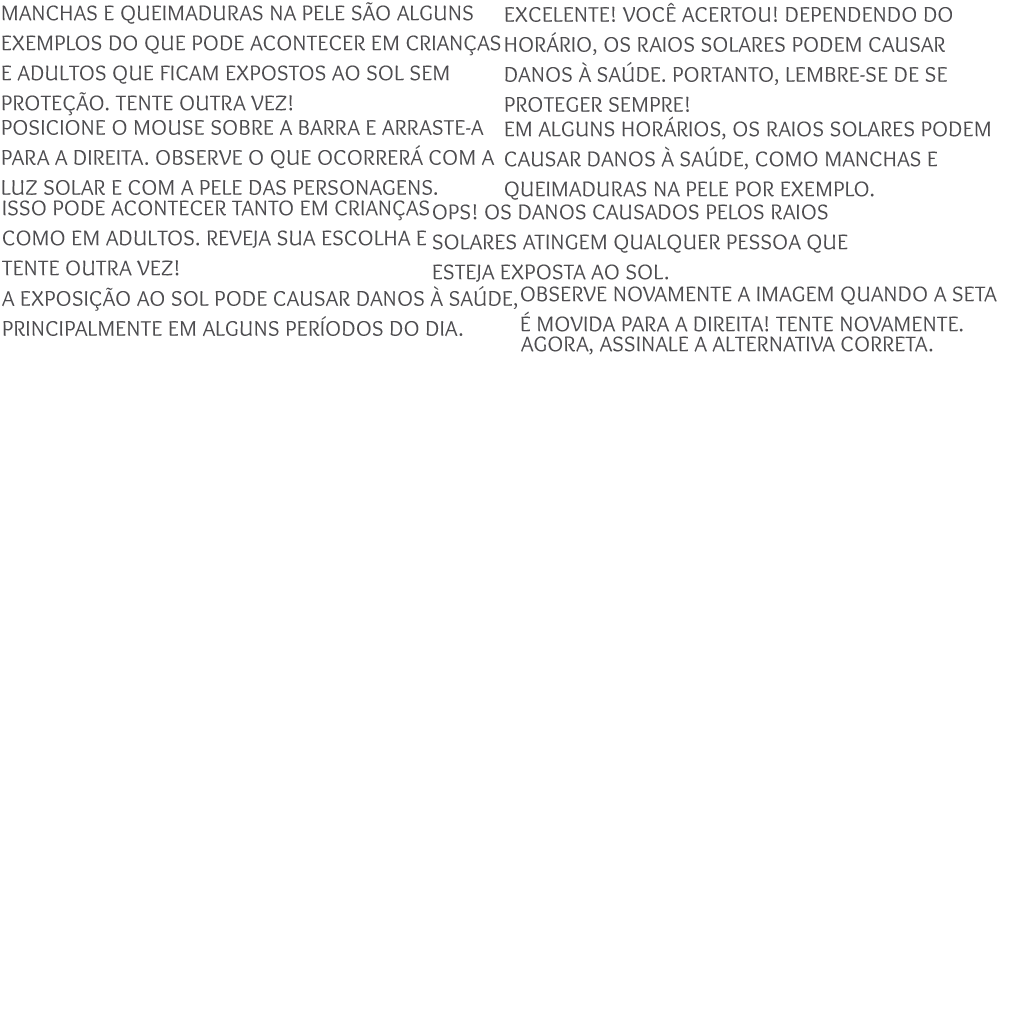 MANCHAS E QUEIMADURAS NA PELE SÃO ALGUNS
EXEMPLOS DO QUE PODE ACONTECER EM CRIANÇAS
E ADULTOS QUE FICAM EXPOSTOS AO SOL SEM
PROTEÇÃO. TENTE OUTRA VEZ!
EXCELENTE! VOCÊ ACERTOU! DEPENDENDO DO
HORÁRIO, OS RAIOS SOLARES PODEM CAUSAR
DANOS À SAÚDE. PORTANTO, LEMBRE-SE DE SE
PROTEGER SEMPRE!
POSICIONE O MOUSE SOBRE A BARRA E ARRASTE-A
PARA A DIREITA. OBSERVE O QUE OCORRERÁ COM A
LUZ SOLAR E COM A PELE DAS PERSONAGENS.
EM ALGUNS HORÁRIOS, OS RAIOS SOLARES PODEM
CAUSAR DANOS À SAÚDE, COMO MANCHAS E
QUEIMADURAS NA PELE POR EXEMPLO.
ISSO PODE ACONTECER TANTO EM CRIANÇAS
COMO EM ADULTOS. REVEJA SUA ESCOLHA E
TENTE OUTRA VEZ!
OPS! OS DANOS CAUSADOS PELOS RAIOS
SOLARES ATINGEM QUALQUER PESSOA QUE
ESTEJA EXPOSTA AO SOL.
A EXPOSIÇÃO AO SOL PODE CAUSAR DANOS À SAÚDE,
PRINCIPALMENTE EM ALGUNS PERÍODOS DO DIA.
OBSERVE NOVAMENTE A IMAGEM QUANDO A SETA
É MOVIDA PARA A DIREITA! TENTE NOVAMENTE.
AGORA, ASSINALE A ALTERNATIVA CORRETA.